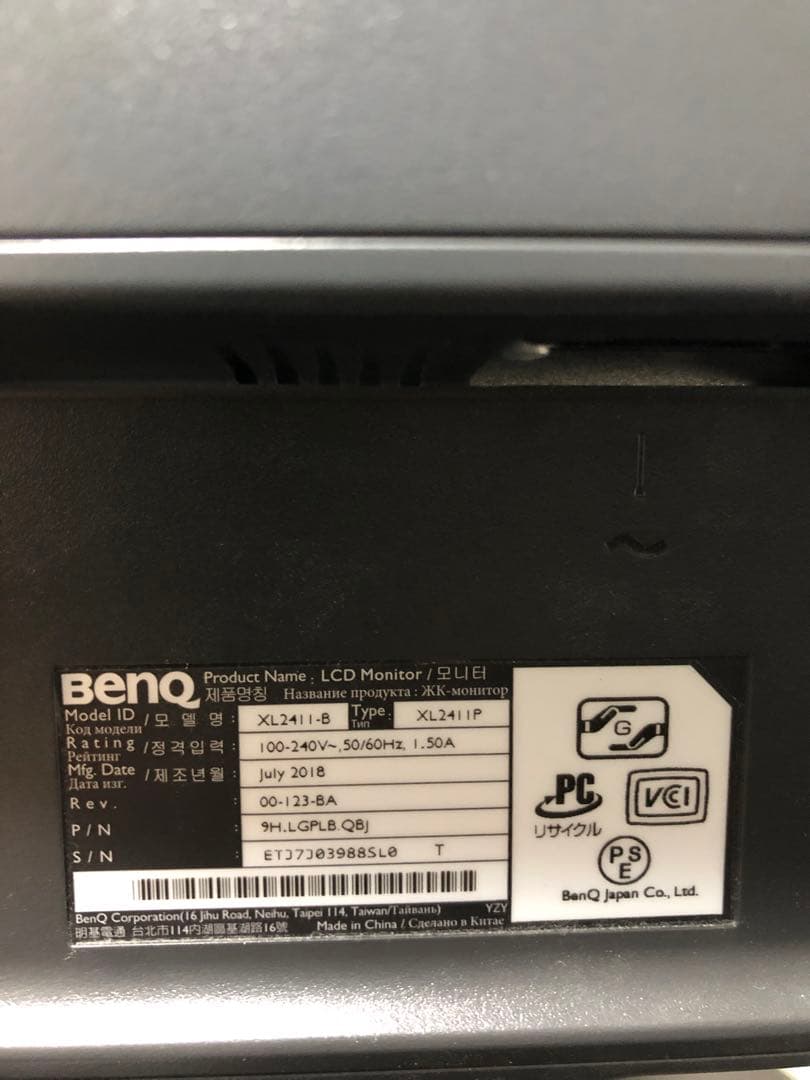 BenQ
Product Name : LCD Monitor / 모니터
제품명칭 Название продукта : ЖК-монитор
Model ID / 모 델 명 : XL2411-B Type : XL2411P
Код модели Тип
Rating / 정격입력 : 100-240V~,50/60Hz, 1.50A
Рейтинг
Mfg. Date / 제조년월 : July 2018
Дата изг.
Rev. : 00-123-BA
P/N : 9H.LGPLB.QBJ
S/N : ETJ7J03988SL0 T
BenQ Corporation(16 Jihu Road, Neihu, Taipei 114, Taiwan/Тайвань) YZY
明基電通 台北市114內湖區基湖路16號 Made in China / Сделано в Китае
G
PC
リサイクル
VCCI
PSE
BenQ Japan Co., Ltd.